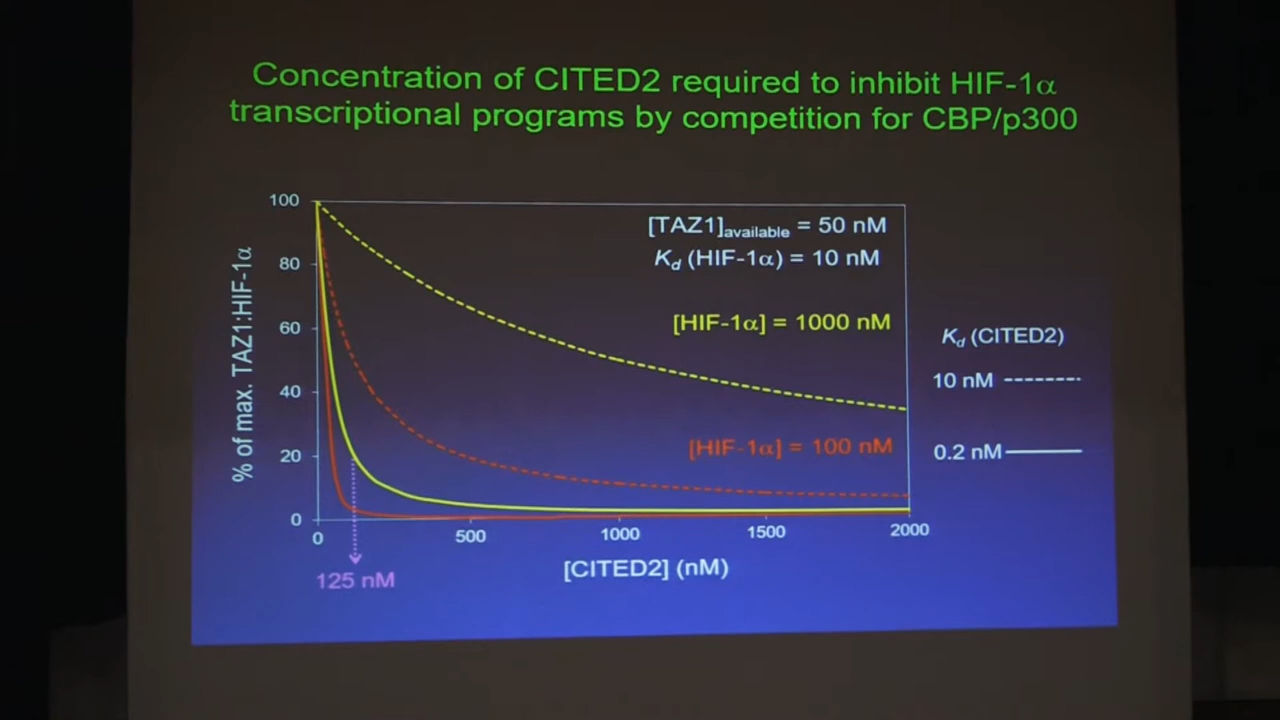 Concentration of CITED2 required to inhibit HIF-1α
transcriptional programs by competition for CBP/p300
% of max. TAZ1:HIF-1α
100
80
60
40
20
0
[TAZ1]available = 50 nM
Kd (HIF-1α) = 10 nM
[HIF-1α] = 1000 nM
[HIF-1α] = 100 nM
Kd (CITED2)
10 nM
0.2 nM
0 500 1000 1500 2000
125 nM
[CITED2] (nM)